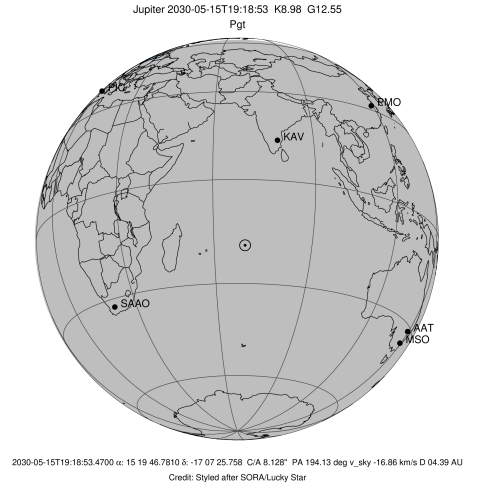 Jupiter 2030-05-15T19:18:53 K8.98 G12.55
Pgt
PIC
PMO
KAV
SAAO
AAT
MSO
2030-05-15T19:18:53.4700 α: 15 19 46.7810 δ: -17 07 25.758 C/A 8.128" PA 194.13 deg v_sky -16.86 km/s D 04.39 AU
Credit: Styled after SORA/Lucky Star